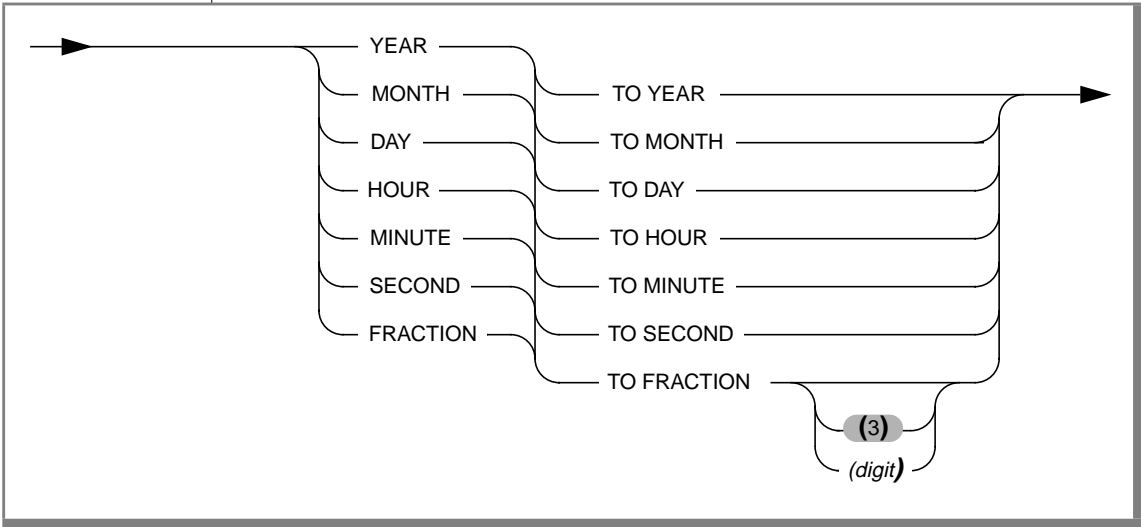 YEAR
MONTH
TO YEAR
DAY
TO MONTH
HOUR
TO DAY
MINUTE
TO HOUR
SECOND
TO MINUTE
FRACTION
TO SECOND
TO FRACTION
(3)
(digit)